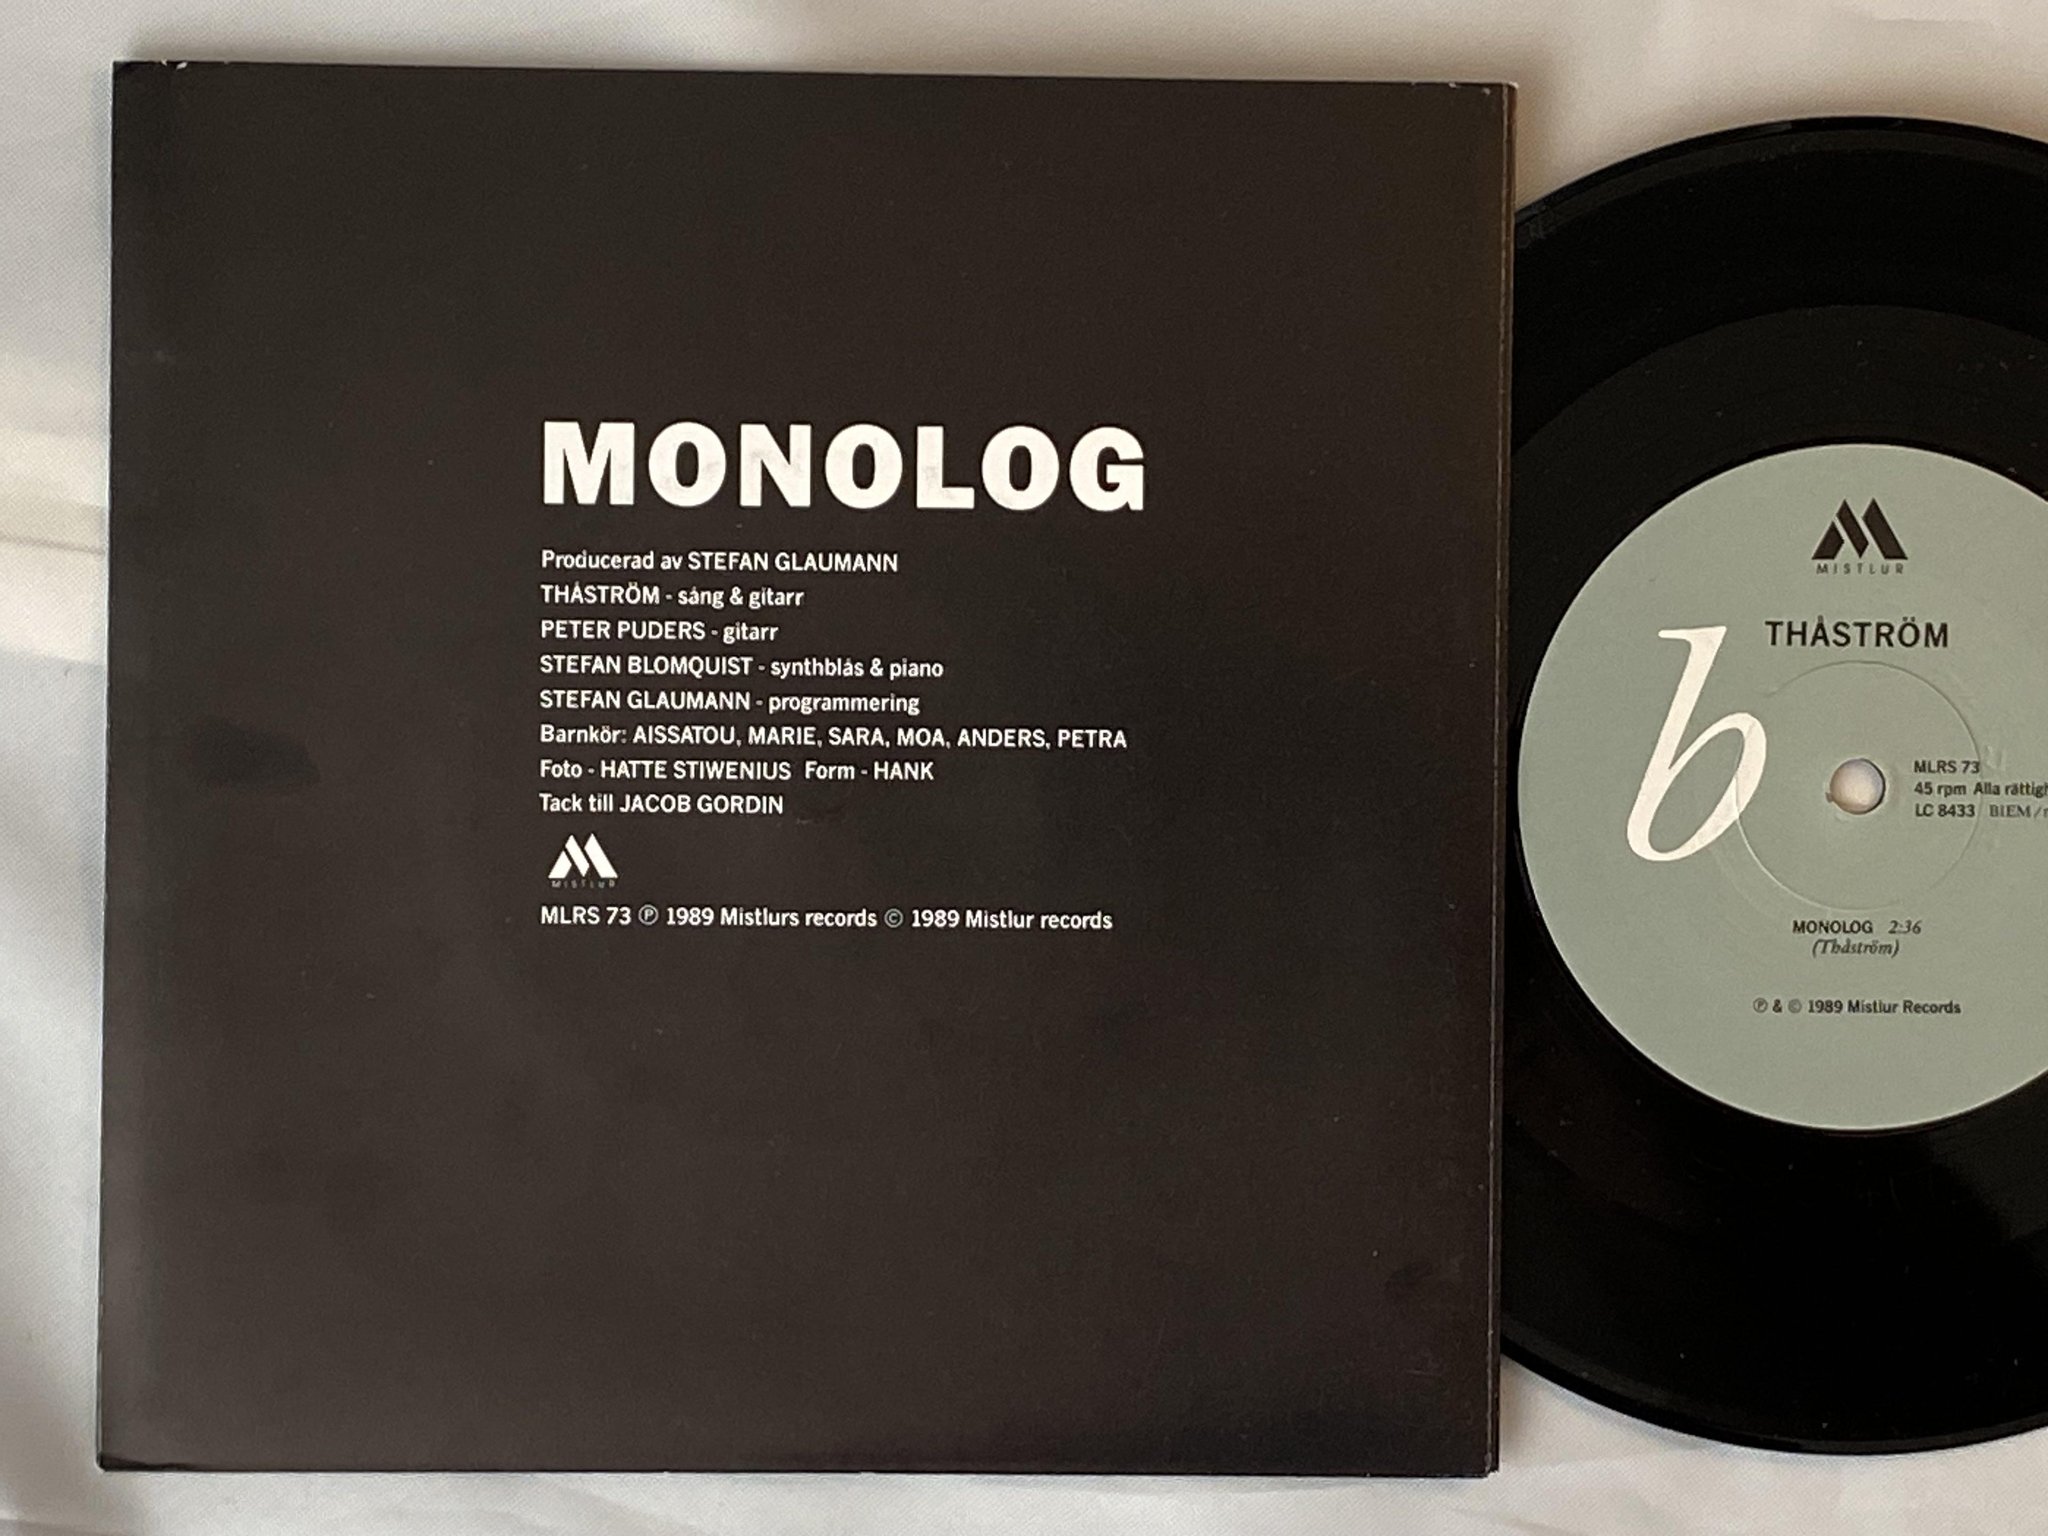 MONOLOG
Producerad av STEFAN GLAUMANN
THÅSTRÖM - sång & gitarr
PETER PUDERS - gitarr
STEFAN BLOMQUIST - synthblås & piano
STEFAN GLAUMANN - programmering
Barnkör: AISSATOU, MARIE, SARA, MOA, ANDERS, PETRA
Foto - HATTE STIWENIUS Form - HANK
Tack till JACOB GORDIN
MISTLUR
MLRS 73 ℗ 1989 Mistlurs records © 1989 Mistlur records
MISTLUR
THÅSTRÖM
b
MLRS 73
45 rpm Alla
LC 8433 BIEM/
MONOLOG 2:36
(Thåström)
℗ & © 1989 Mistlur Records